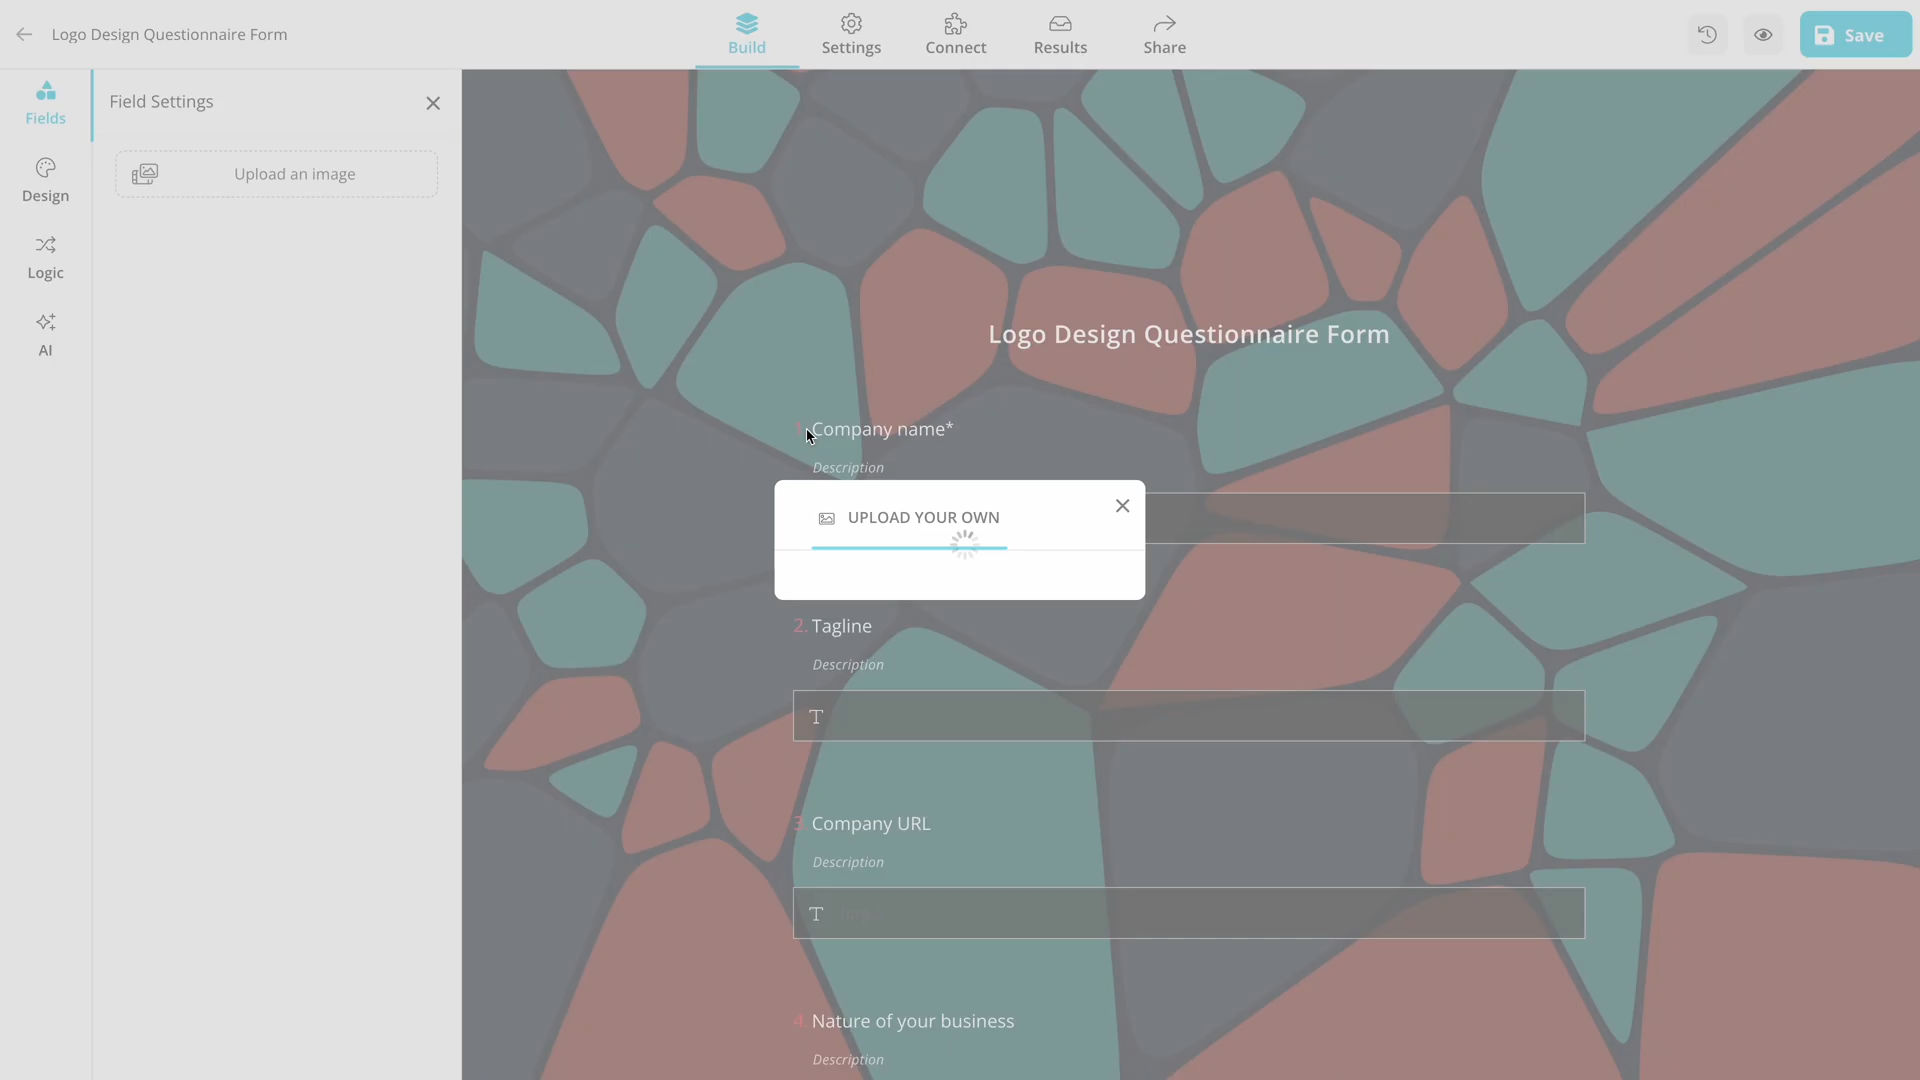 Logo Design Questionnaire Form
Build
Settings
Connect
Results
Share
Save
Fields
Design
Logic
AI
Field Settings
Upload an image
Logo Design Questionnaire Form
Company name*
Description
UPLOAD YOUR OWN
2. Tagline
Description
3. Company URL
Description
4. Nature of your business
Description